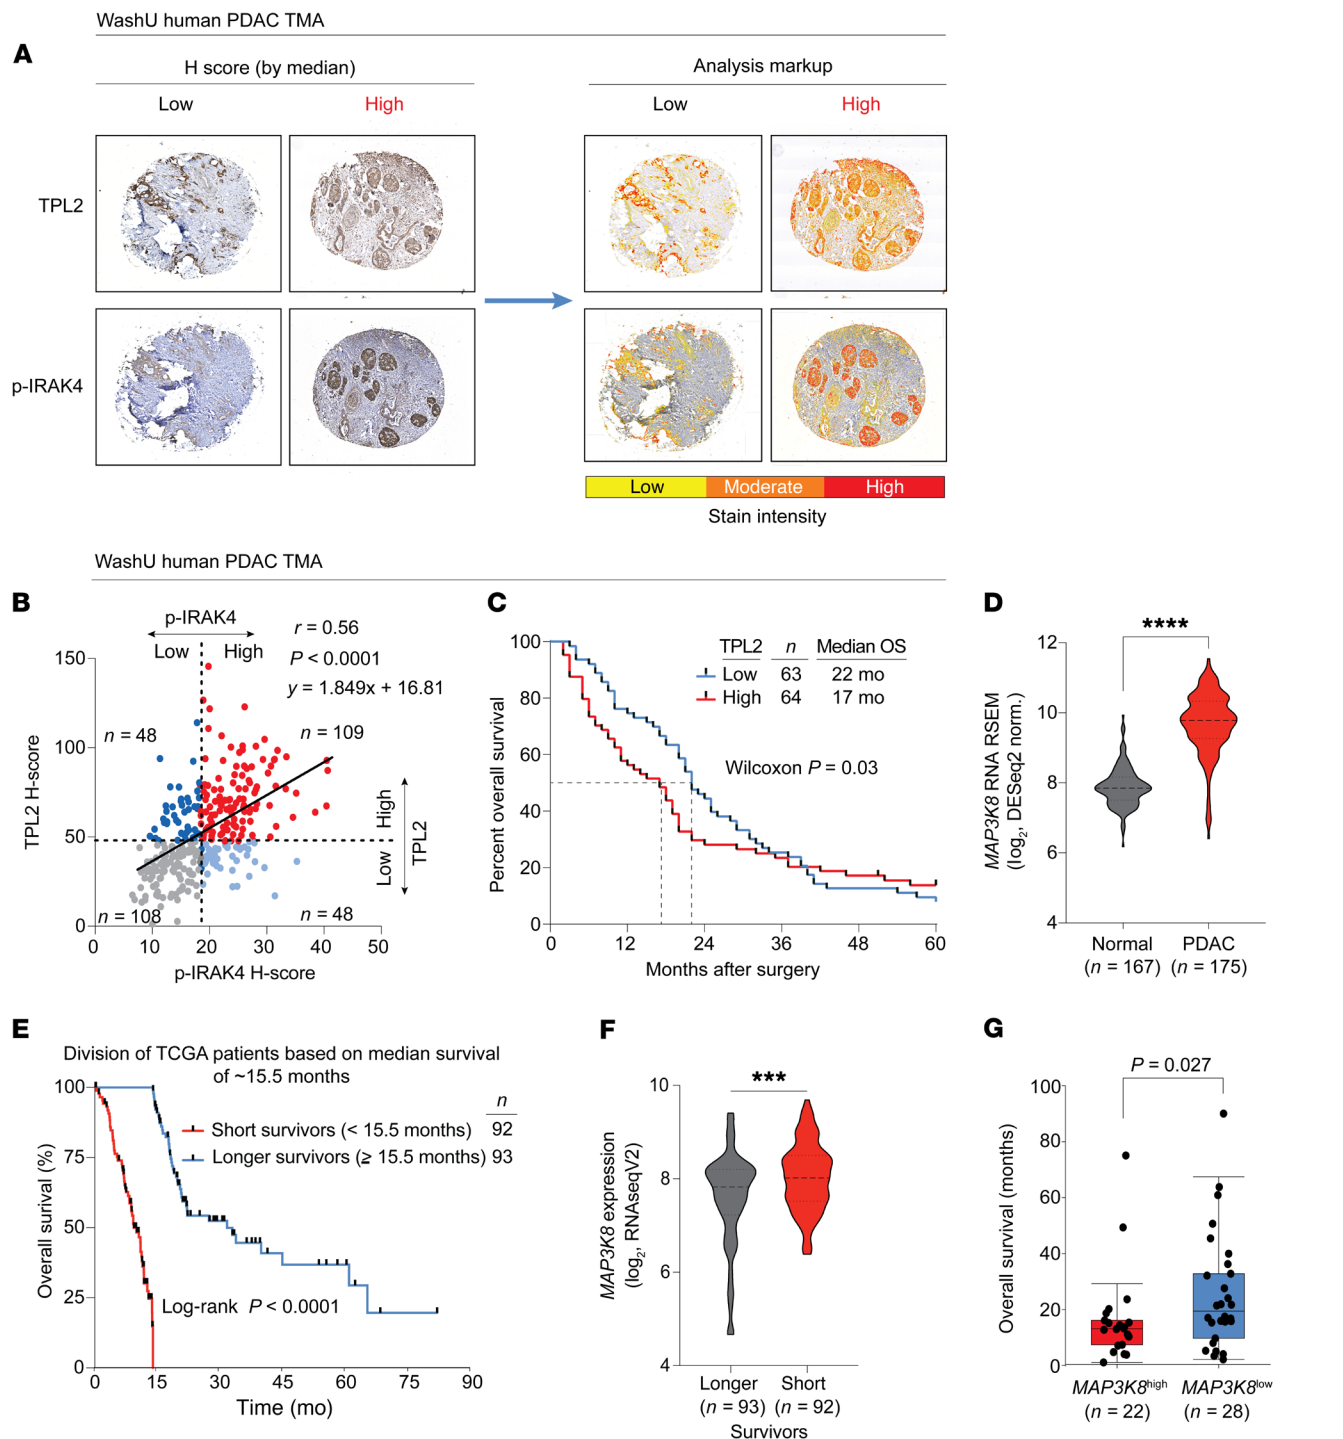 WashU human PDAC TMA
A
H score (by median)
Analysis markup
Low
High
Low
High
TPL2
p-IRAK4
Low
Moderate
High
Stain intensity
WashU human PDAC TMA
B
p-IRAK4
Low
High
r = 0.56
P < 0.0001
y = 1.849x + 16.81
n = 48
n = 109
n = 108
n = 48
TPL2 H-score
150
100
50
0
High
Low
TPL2
0 10 20 30 40 50
p-IRAK4 H-score
C
TPL2 n Median OS
Low 63 22 mo
High 64 17 mo
Wilcoxon P = 0.03
Percent overall survival
100
80
60
40
20
0
0 12 24 36 48 60
Months after surgery
D
****
MAP3K8 RNA RSEM
(log2, DESeq2 norm.)
12
10
8
6
4
Normal PDAC
(n = 167) (n = 175)
E
Division of TCGA patients based on median survival
of ~15.5 months
n
Short survivors (< 15.5 months) 92
Longer survivors (≥ 15.5 months) 93
Log-rank P < 0.0001
Overall surival (%)
100
75
50
25
0
0 15 30 45 60 75 90
Time (mo)
F
***
MAP3K8 expression
(log2, RNAseqV2)
10
8
6
4
Longer Short
(n = 93) (n = 92)
Survivors
G
P = 0.027
Overall survival (months)
100
80
60
40
20
0
MAP3K8high MAP3K8low
(n = 22) (n = 28)